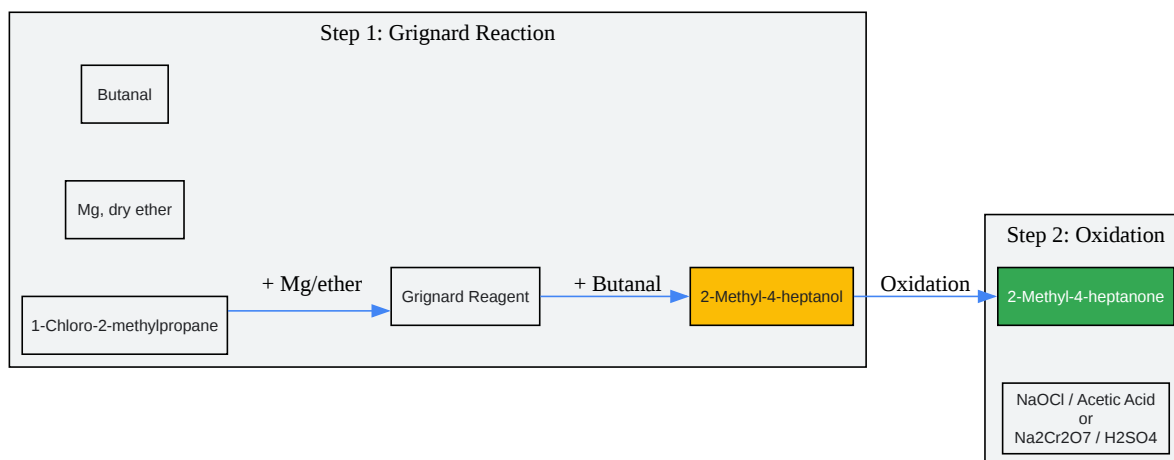 Step 1: Grignard Reaction
Butanal
Mg, dry ether
1-Chloro-2-methylpropane
+ Mg/ether
Grignard Reagent
+ Butanal
2-Methyl-4-heptanol
Oxidation
Step 2: Oxidation
2-Methyl-4-heptanone
NaOCl / Acetic Acid
or
Na2Cr2O7 / H2SO4